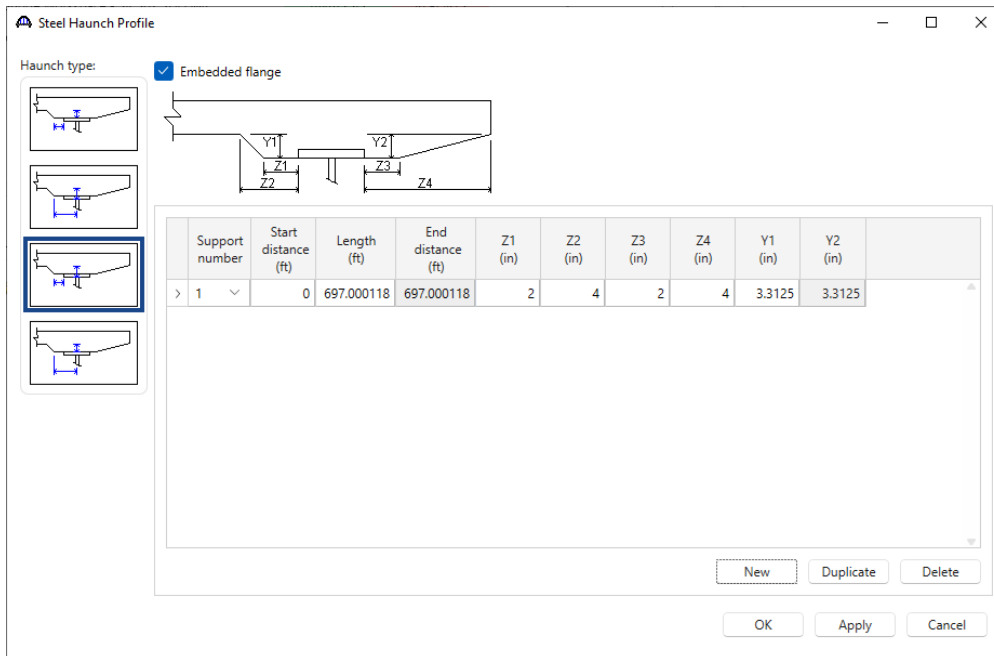 Steel Haunch Profile
Haunch type:
Embedded flange
Y1 Y2
Z1 Z3
Z2 Z4
Support number Start distance (ft) Length (ft) End distance (ft) Z1 (in) Z2 (in) Z3 (in) Z4 (in) Y1 (in) Y2 (in)
> 1 0 697.000118 697.000118 2 4 2 4 3.3125 3.3125
New Duplicate Delete
OK Apply Cancel